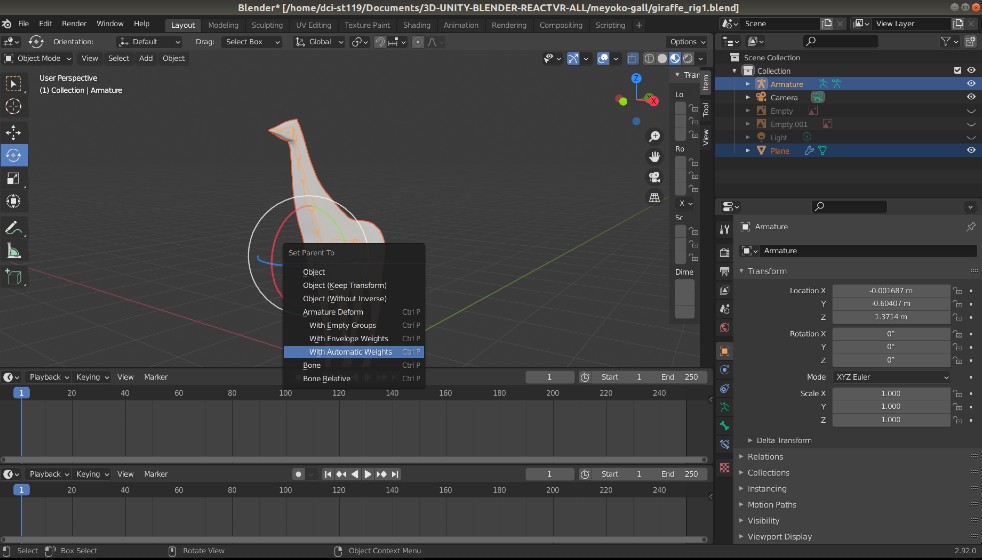 Blender* [/home/dci-st119/Documents/3D-UNITY-BLENDER-REACTVR-ALL/meyoko-gall/giraffe_rig1.blend]
File Edit Render Window Help Layout Modeling Sculpting UV Editing Texture Paint Shading Animation Rendering Compositing Scripting Scene View Layer
Orientation: Default Drag: Select Box Global Options
Object Mode View Select Add Object
User Perspective
(1) Collection | Armature
Z
X
Item
Tool
View
Lo
Ro
X
Sc
Dime
Set Parent To
Object
Object (Keep Transform)
Object (Without Inverse)
Armature Deform Ctrl P
With Empty Groups Ctrl P
With Envelope Weights Ctrl P
With Automatic Weights Ctrl P
Bone Ctrl P
Bone Relative Ctrl P
Scene Collection
Collection
Armature
Camera
Empty
Empty.001
Light
Plane
Armature
Armature
Transform
Location X -0.001687 m
Y -0.60407 m
Z 1.3714 m
Rotation X 0°
Y 0°
Z 0°
Mode XYZ Euler
Scale X 1.000
Y 1.000
Z 1.000
Delta Transform
Relations
Collections
Instancing
Motion Paths
Visibility
Viewport Display
Playback Keying View Marker 1 Start 1 End 250
1 20 40 60 80 100 120 140 160 180 200 220 240
Playback Keying View Marker 1 Start 1 End 250
1 20 40 60 80 100 120 140 160 180 200 220 240
Select Box Select Rotate View Object Context Menu 2.92.0